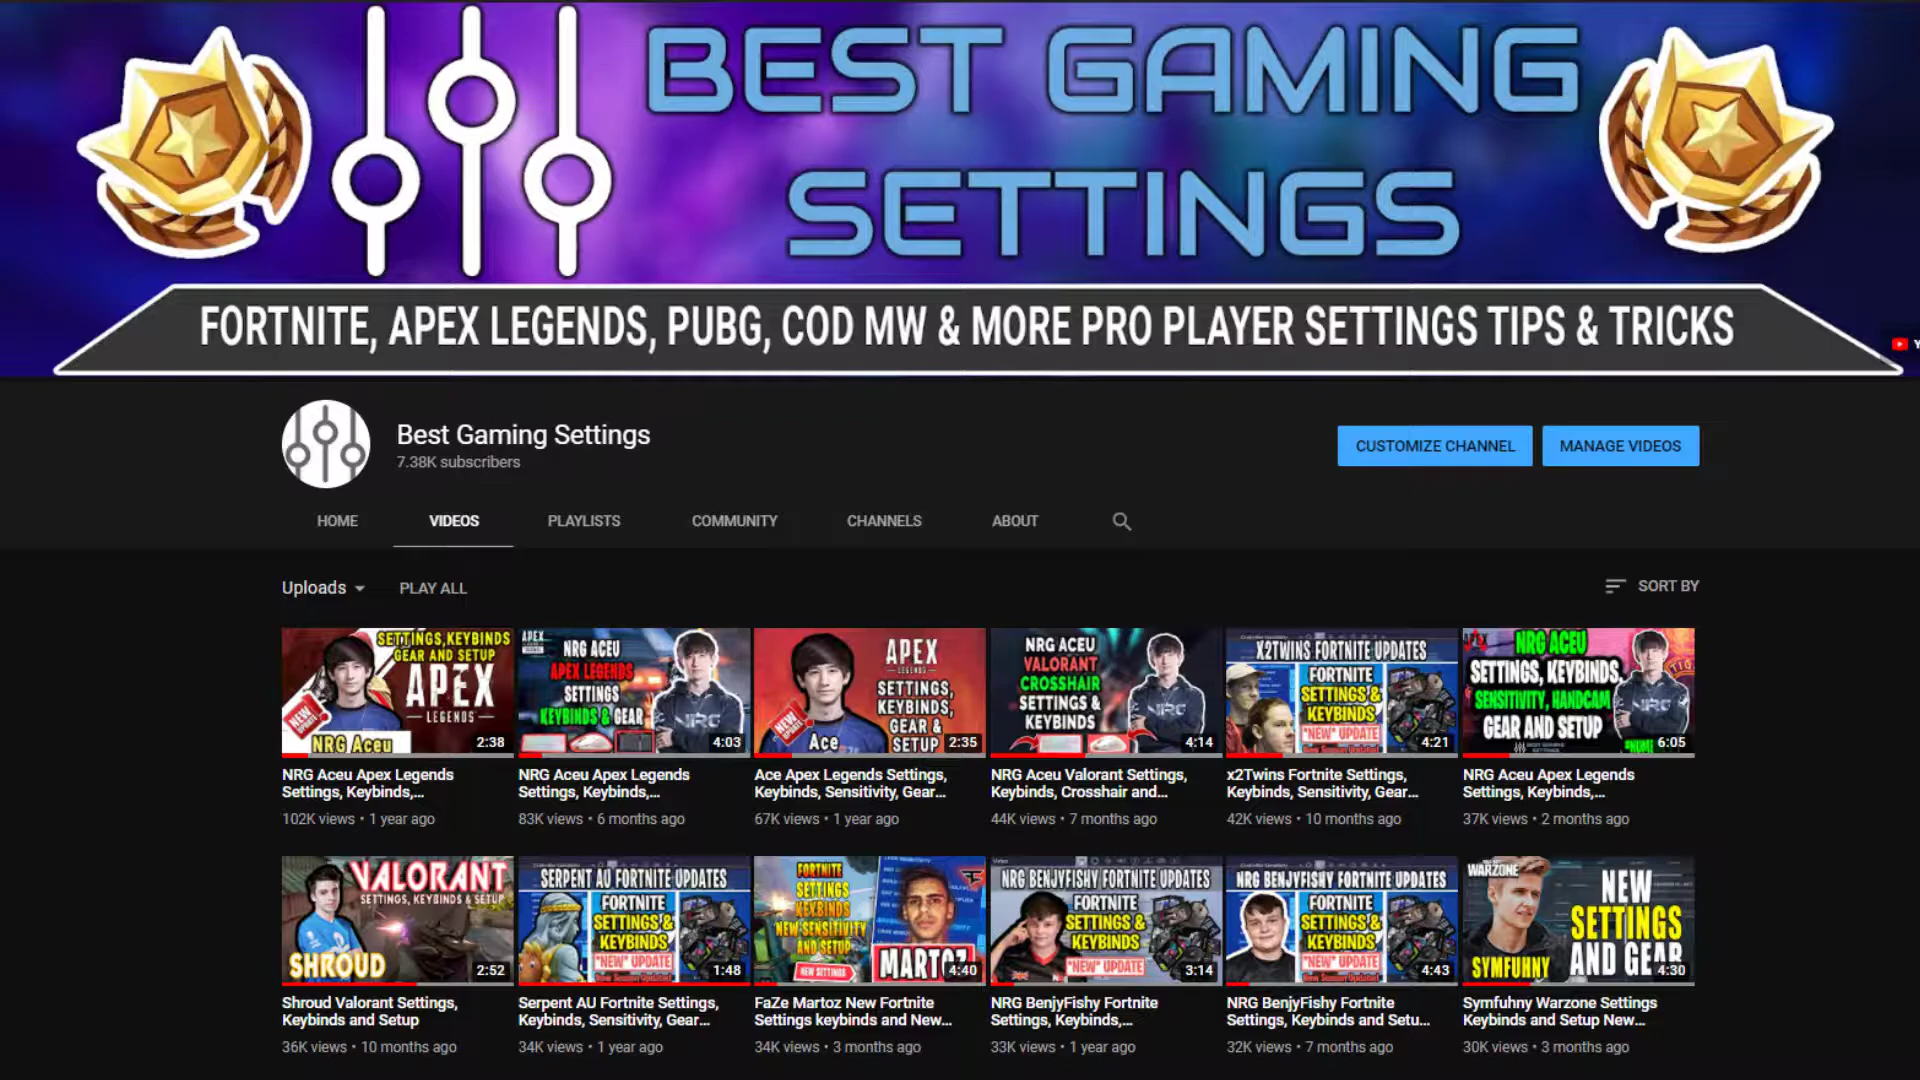 BEST GAMING
SETTINGS
FORTNITE, APEX LEGENDS, PUBG, COD MW & MORE PRO PLAYER SETTINGS TIPS & TRICKS
Best Gaming Settings
7.38K subscribers
CUSTOMIZE CHANNEL
MANAGE VIDEOS
HOME
VIDEOS
PLAYLISTS
COMMUNITY
CHANNELS
ABOUT
Uploads
PLAY ALL
SORT BY
SETTINGS,KEYBINDS
GEAR AND SETUP
APEX
LEGENDS
NEW
NRG Aceu
2:38
APEX
NRG ACEU
APEX LEGENDS
SETTINGS
KEYBINDS & GEAR
NRG
4:03
APEX
LEGENDS
SETTINGS,
KEYBINDS,
GEAR &
SETUP
NEW
UPDATE
Ace
2:35
NRG ACEU
VALORANT
CROSSHAIR
SETTINGS &
KEYBINDS
NRG
4:14
X2TWINS FORTNITE UPDATES
FORTNITE
SETTINGS &
KEYBINDS
"NEW" UPDATE
4:21
APEX
NRG ACEU
SETTINGS, KEYBINDS,
SENSITIVITY, HANDCAM
GEAR AND SETUP
NRG
6:05
NRG Aceu Apex Legends
Settings, Keybinds,...
102K views • 1 year ago
NRG Aceu Apex Legends
Settings, Keybinds,...
83K views • 6 months ago
Ace Apex Legends Settings,
Keybinds, Sensitivity, Gear...
67K views • 1 year ago
NRG Aceu Valorant Settings,
Keybinds, Crosshair and...
44K views • 7 months ago
x2Twins Fortnite Settings,
Keybinds, Sensitivity, Gear...
42K views • 10 months ago
NRG Aceu Apex Legends
Settings, Keybinds,...
37K views • 2 months ago
VALORANT
SETTINGS, KEYBINDS & SETUP
SHROUD
2:52
SERPENT AU FORTNITE UPDATES
FORTNITE
SETTINGS &
KEYBINDS
"NEW" UPDATE
1:48
FORTNITE
SETTINGS
KEYBINDS
NEW SENSITIVITY
AND SETUP
NEW SETTINGS
MARTOZ
4:40
NRG BENJYFISHY FORTNITE UPDATES
FORTNITE
SETTINGS &
KEYBINDS
"NEW" UPDATE
3:14
NRG BENJYFISHY FORTNITE UPDATES
FORTNITE
SETTINGS &
KEYBINDS
"NEW" UPDATE
4:43
WARZONE
NEW
SETTINGS
AND GEAR
SYMFUHNY
4:30
Shroud Valorant Settings,
Keybinds and Setup
36K views • 10 months ago
Serpent AU Fortnite Settings,
Keybinds, Sensitivity, Gear...
34K views • 1 year ago
FaZe Martoz New Fortnite
Settings keybinds and New...
34K views • 3 months ago
NRG BenjyFishy Fortnite
Settings, Keybinds,...
33K views • 1 year ago
NRG BenjyFishy Fortnite
Settings, Keybinds and Setu...
32K views • 7 months ago
Symfuhny Warzone Settings
Keybinds and Setup New...
30K views • 3 months ago